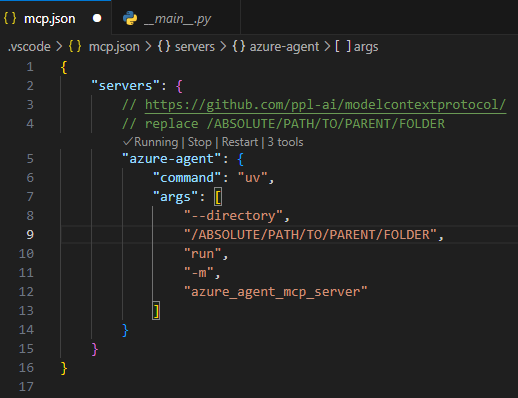 mcp.json
__main__.py
.vscode > mcp.json > servers > azure-agent > args
1 {
2 "servers": {
3 // https://github.com/ppl-ai/modelcontextprotocol/
4 // replace /ABSOLUTE/PATH/TO/PARENT/FOLDER
✓Running | Stop | Restart | 3 tools
5 "azure-agent": {
6 "command": "uv",
7 "args": [
8 "--directory",
9 "/ABSOLUTE/PATH/TO/PARENT/FOLDER",
10 "run",
11 "-m",
12 "azure_agent_mcp_server"
13 ]
14 }
15 }
16 }
17